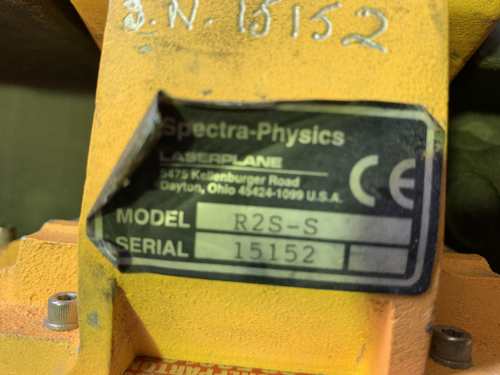 S.N. 15152
Spectra-Physics
LASERPLANE
5475 Kellenburger Road
Dayton, Ohio 45424-1099 U.S.A.
CE
MODEL R2S-S
SERIAL 15152